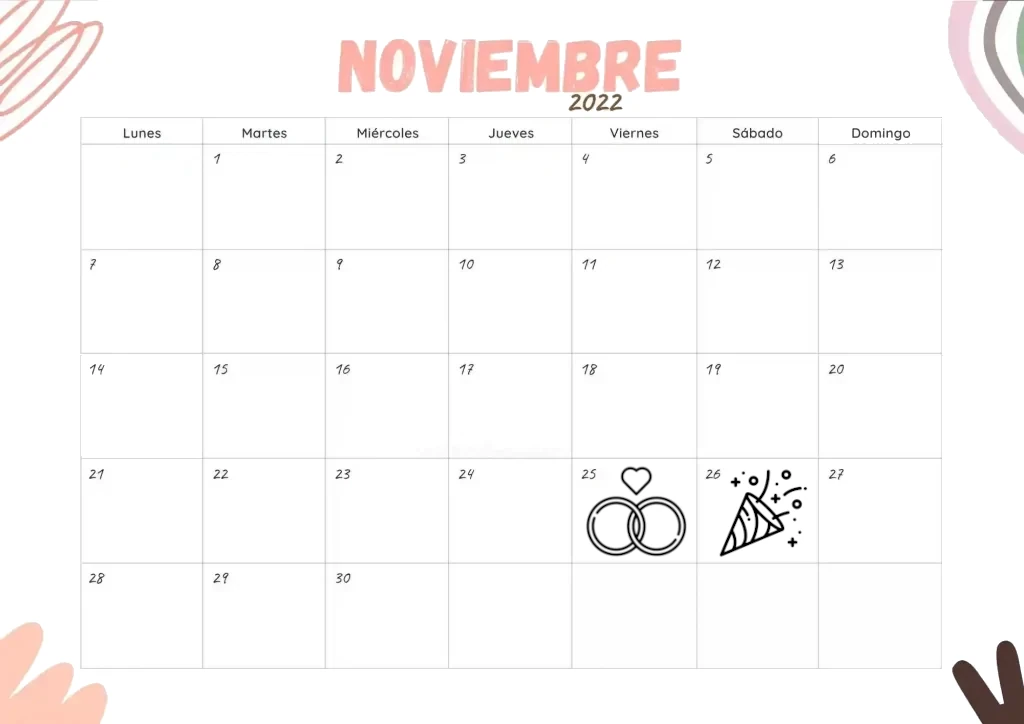 NOVIEMBRE
2022
Lunes Martes Miércoles Jueves Viernes Sábado Domingo
1 2 3 4 5 6
7 8 9 10 11 12 13
14 15 16 17 18 19 20
21 22 23 24 25 26 27
28 29 30